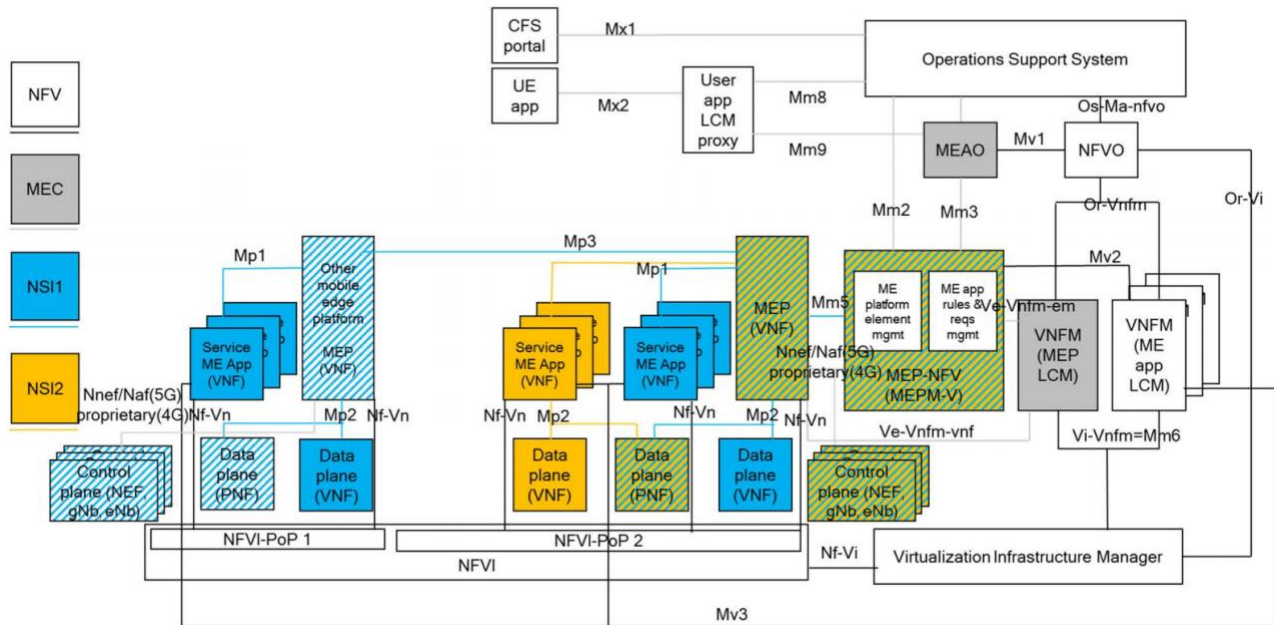 CFS
portal
Mx1
Operations Support System
NFV
UE
app
Mx2
User
app
LCM
proxy
Mm8
Mm9
Os-Ma-nfvo
MEC
MEAO
Mv1
NFVO
Or-Vi
Mm2
Mm3
Or-Vnfm
NSI1
Mp1
Other
mobile
edge
platform
MEP
(VNF)
Mp3
Mp1
MEP
(VNF)
Mm5
ME
platform
element
mgmt
ME app
rules &
reqs
mgmt
Mv2
Ve-Vnfm-em
MEP-NFV
(MEPM-V)
VNFM
(MEP
LCM)
VNFM
(ME
app
LCM)
Service
ME App
(VNF)
Service
ME App
(VNF)
Service
ME App
(VNF)
NSI2
Nnef/Naf(5G)
proprietary(4G)
Nf-Vn
Mp2
Nf-Vn
Nf-Vn
Mp2
Nf-Vn
Mp2
Nf-Vn
Nnef/Naf(5G)
proprietary(4G)
Ve-Vnfm-vnf
Vi-Vnfm=Mm6
Control
plane (NEF,
gNb, eNb)
Data
plane
(PNF)
Data
plane
(VNF)
Data
plane
(VNF)
Data
plane
(PNF)
Data
plane
(VNF)
Control
plane (NEF,
gNb, eNb)
NFVI-PoP 1
NFVI-PoP 2
NFVI
Nf-Vi
Virtualization Infrastructure Manager
Mv3